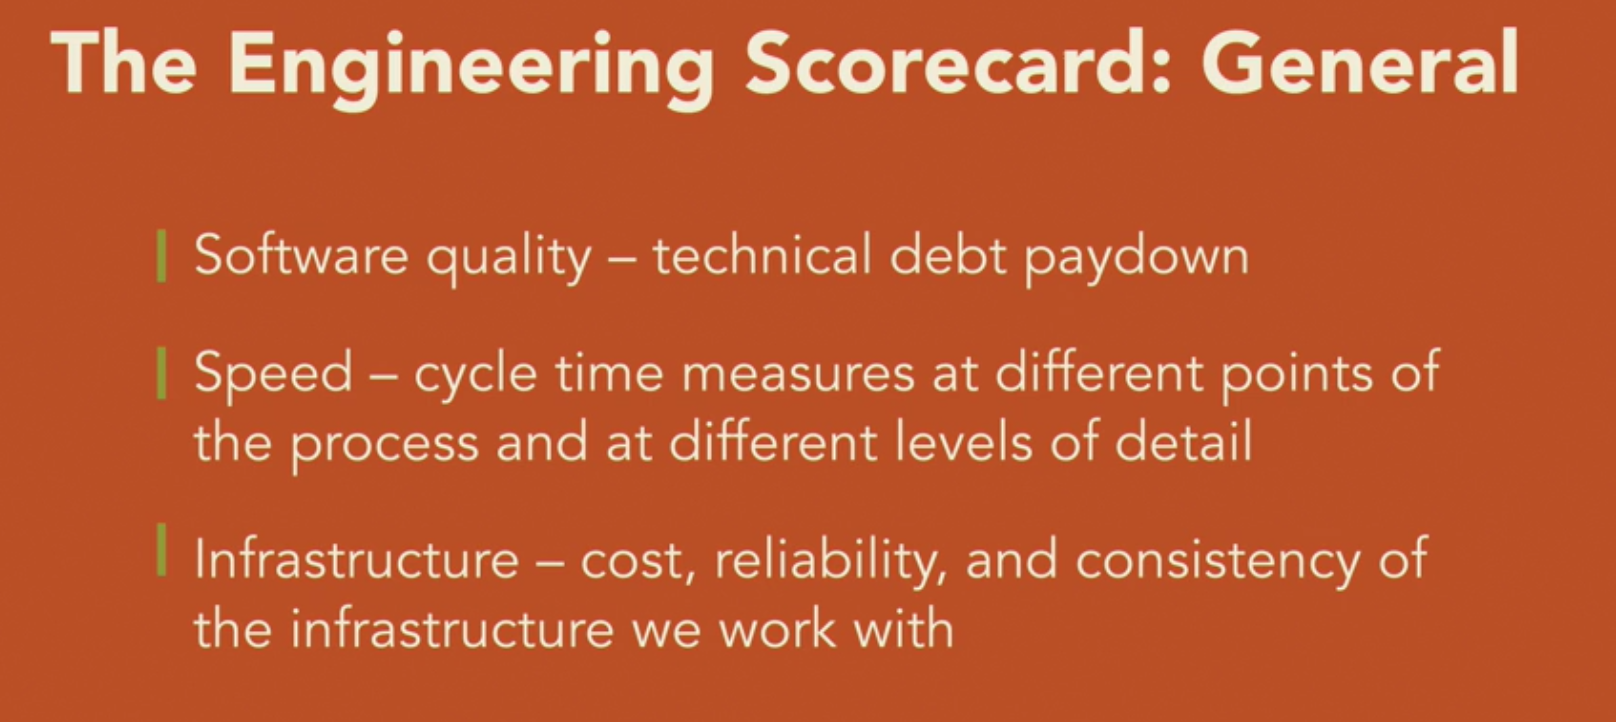 The Engineering Scorecard: General
Software quality – technical debt paydown
Speed – cycle time measures at different points of
the process and at different levels of detail
Infrastructure – cost, reliability, and consistency of
the infrastructure we work with